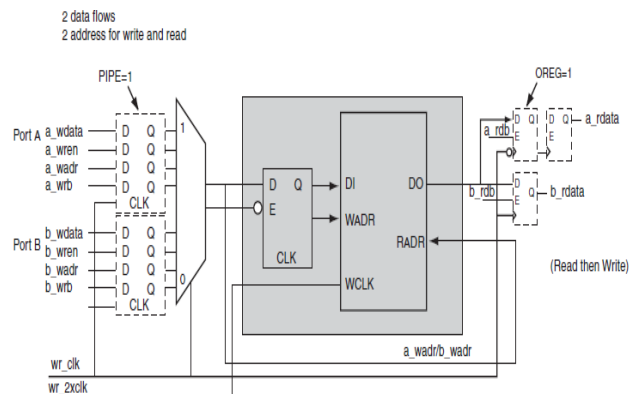 2 data flows
2 address for write and read
PIPE=1
OREG=1
Port A
a_wdata D Q
a_wren D Q
a_wadr D Q
a_wrb D Q
CLK
1
Port B
b_wdata D Q
b_wren D Q
b_wadr D Q
b_wrb D Q
CLK
0
D Q
E
CLK
DI DO
WADR
RADR
WCLK
a_rdb
D Q
E
D Q
a_rdata
b_rdb
D
E
Q
b_rdata
(Read then Write)
a_wadr/b_wadr
wr_clk
wr_2xclk